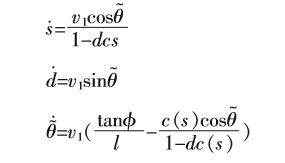 ṡ=v₁cosθ̃/1-dcs
ḋ=v₁sinθ̃
θ̃̇=v₁(tanϕ/l-c(s)cosθ̃/1-dc(s))